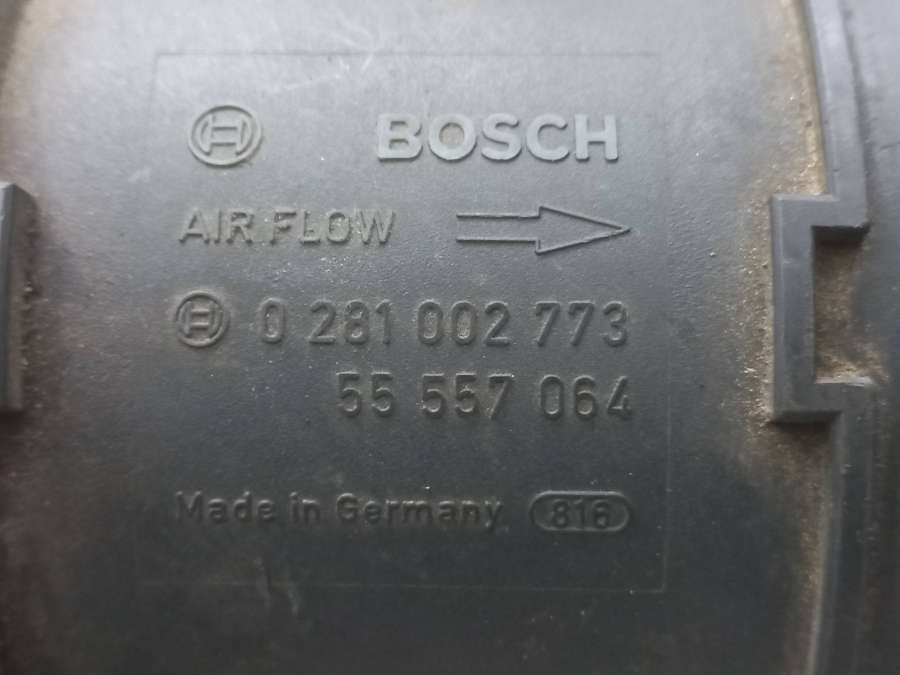 BOSCH
AIR FLOW
0 281 002 773
55 557 064
Made in Germany 816